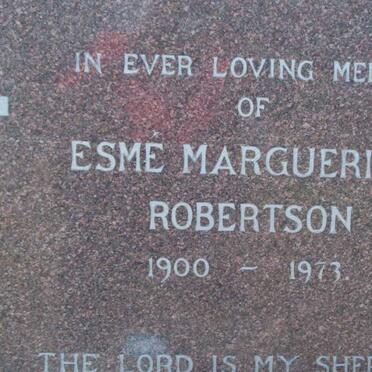 IN EVER LOVING ME
OF
ESMÉ MARGUERI
ROBERTSON
1900 – 1973.
THE LORD IS MY SHE